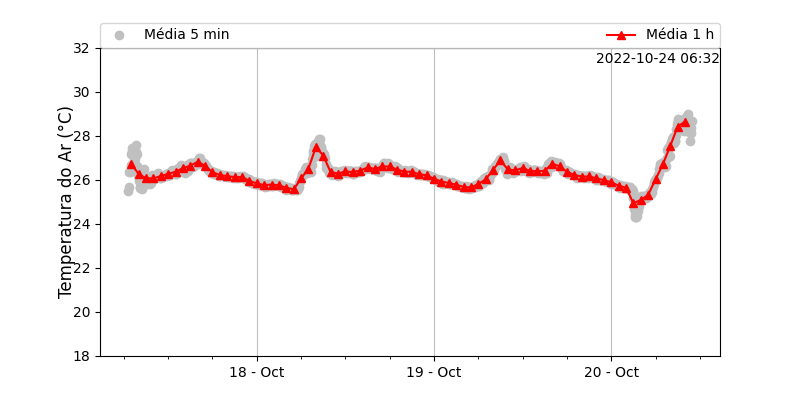 Média 5 min
Média 1 h
2022-10-24 06:32
Temperatura do Ar (°C)
32
30
28
26
24
22
20
18
18 - Oct
19 - Oct
20 - Oct